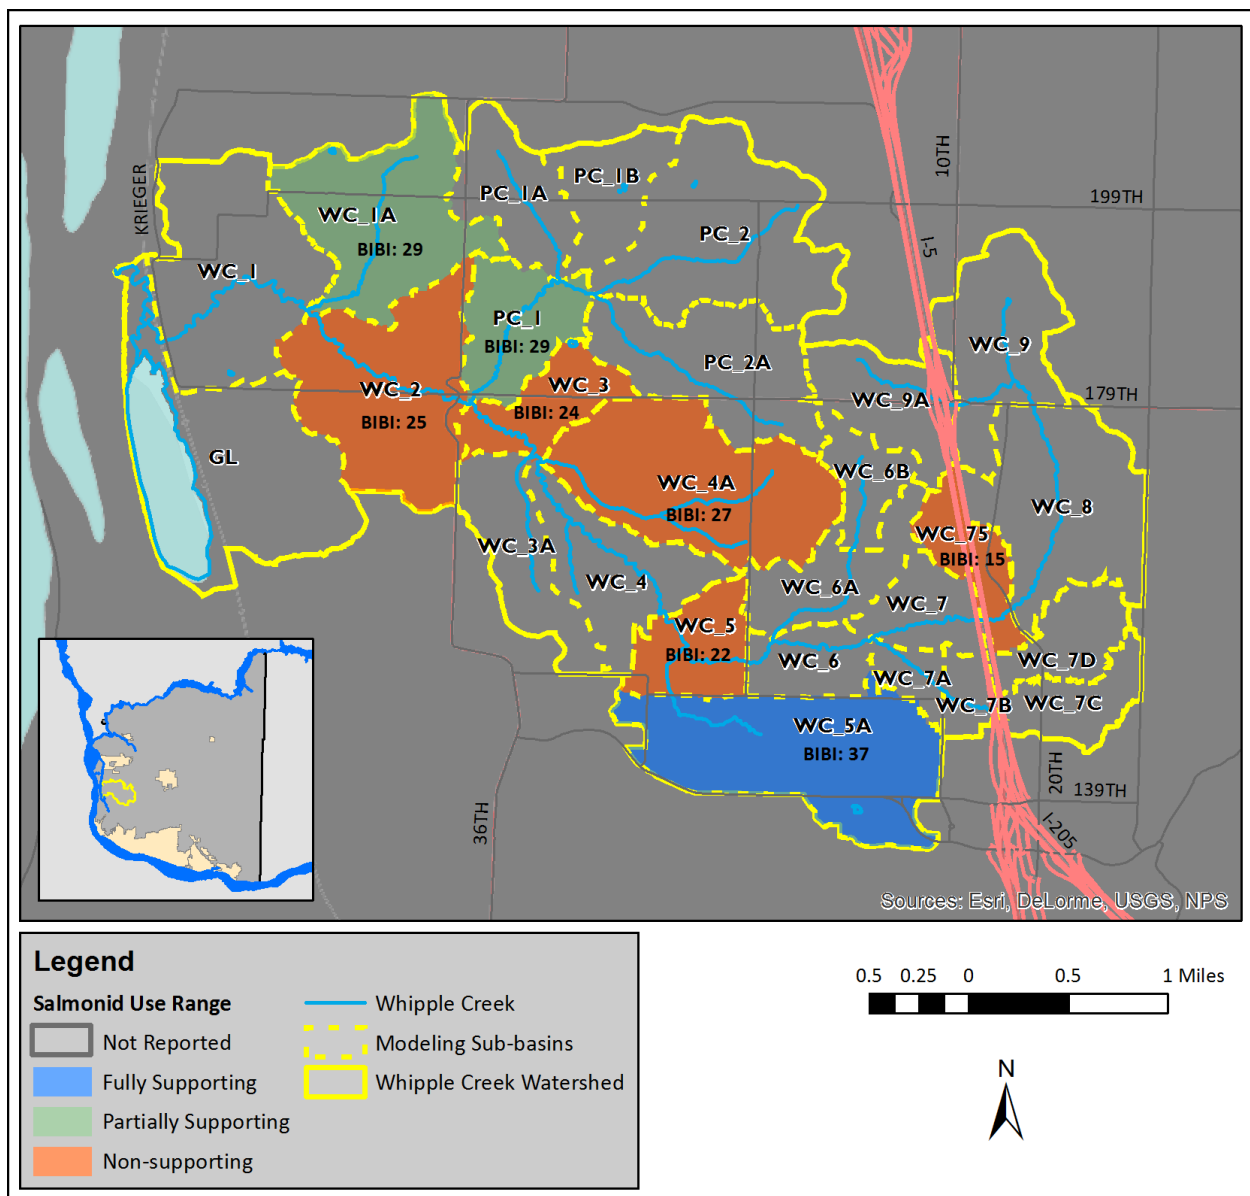 10TH
KRIEGER
PC_1B
PC_1A
199TH
WC_1A
BIBI: 29
PC_2
I-5
WC_1
PC_1
BIBI: 29
WC_9
PC_2A
WC_2
BIBI: 25
WC_3
BIBI: 24
WC_9A
179TH
GL
WC_6B
WC_4A
BIBI: 27
WC_8
WC_75
BIBI: 15
WC_3A
WC_4
WC_6A
WC_7
WC_5
BIBI: 22
WC_6
WC_7D
WC_7A
WC_7B
WC_7C
WC_5A
BIBI: 37
36TH
20TH
139TH
I-205
Sources: Esri, DeLorme, USGS, NPS
Legend
Salmonid Use Range
Not Reported
Fully Supporting
Partially Supporting
Non-supporting
Whipple Creek
Modeling Sub-basins
Whipple Creek Watershed
0.5 0.25 0 0.5 1 Miles
N